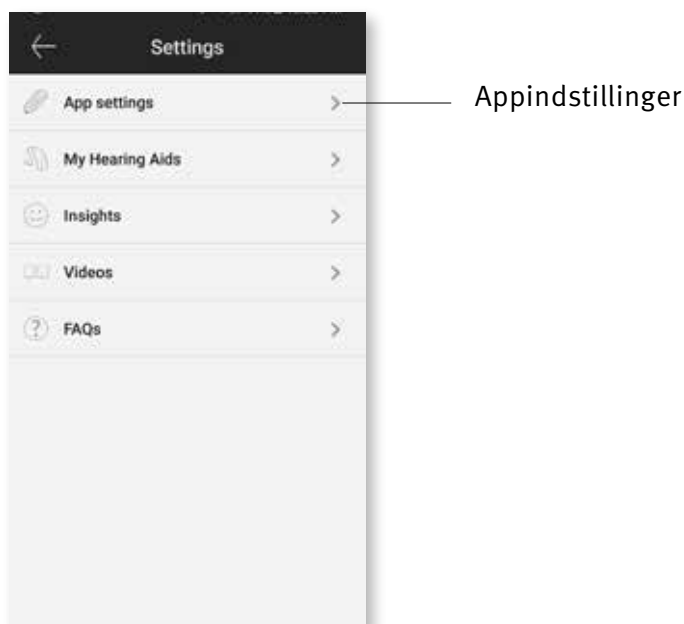 Settings
App settings
Appindstillinger
My Hearing Aids
Insights
Videos
FAQs